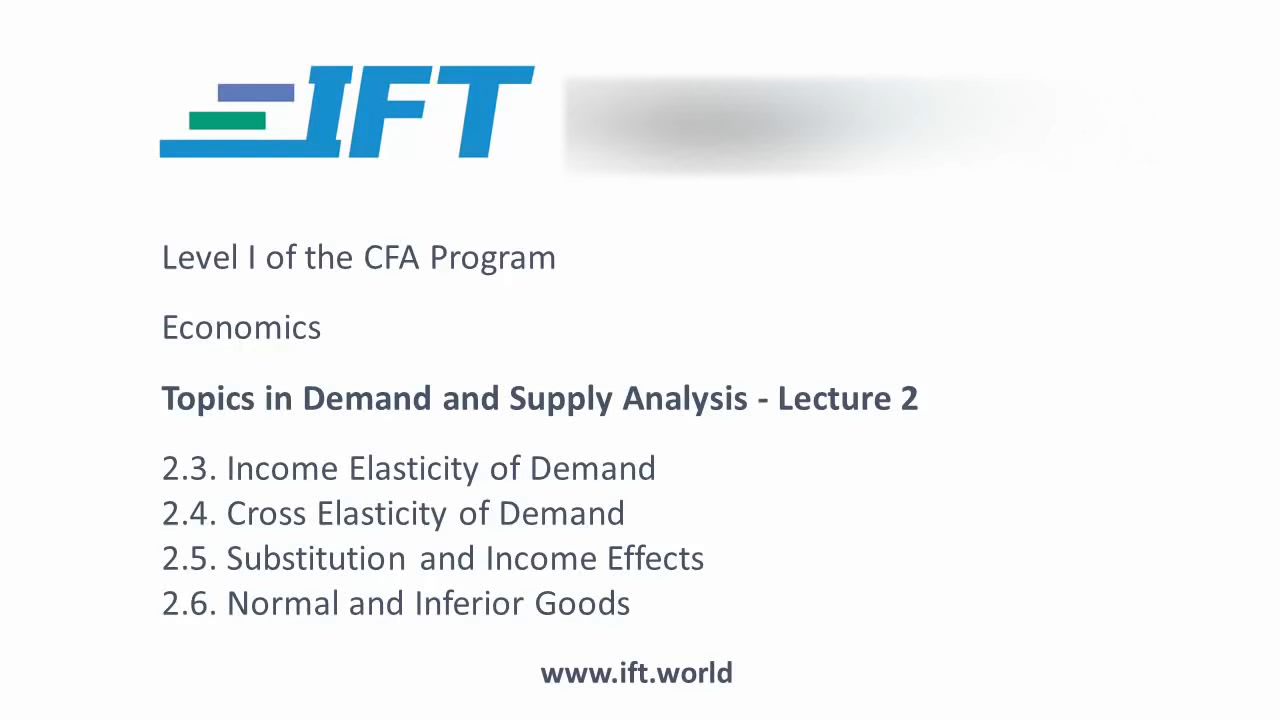 IFT
Level I of the CFA Program
Economics
Topics in Demand and Supply Analysis - Lecture 2
2.3. Income Elasticity of Demand
2.4. Cross Elasticity of Demand
2.5. Substitution and Income Effects
2.6. Normal and Inferior Goods
www.ift.world